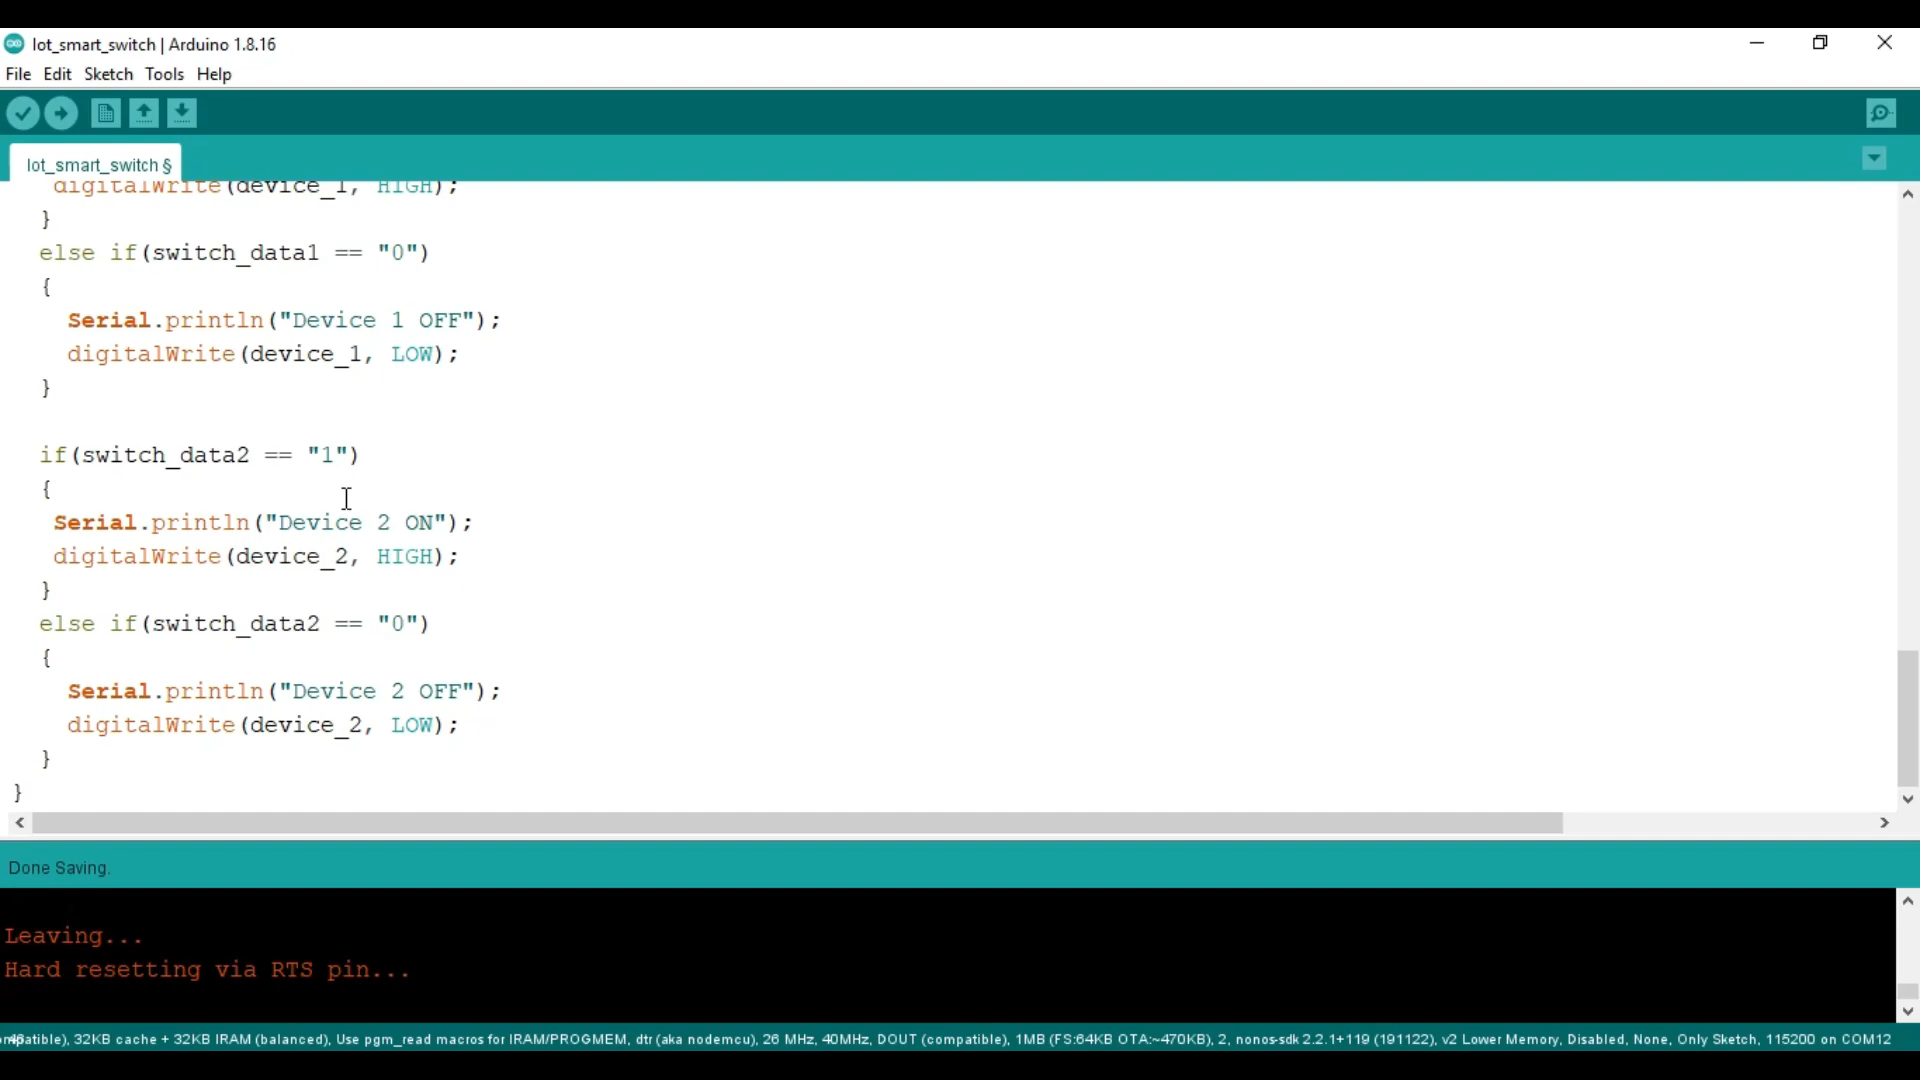 lot_smart_switch | Arduino 1.8.16
File Edit Sketch Tools Help
lot_smart_switch §
digitalWrite(device_1, HIGH);
}
else if(switch_data1 == "0")
{
Serial.println("Device 1 OFF");
digitalWrite(device_1, LOW);
}
if(switch_data2 == "1")
{
Serial.println("Device 2 ON");
digitalWrite(device_2, HIGH);
}
else if(switch_data2 == "0")
{
Serial.println("Device 2 OFF");
digitalWrite(device_2, LOW);
}
}
Done Saving.
Leaving...
Hard resetting via RTS pin...
32KB cache + 32KB IRAM (balanced), Use pgm_read macros for IRAM/PROGMEM, dtr (aka nodemcu), 26 MHz, 40MHz, DOUT (compatible), 1MB (FS:64KB OTA:~470KB), 2, nonos-sdk 2.2.1+119 (191122), v2 Lower Memory, Disabled, None, Only Sketch, 115200 on COM12